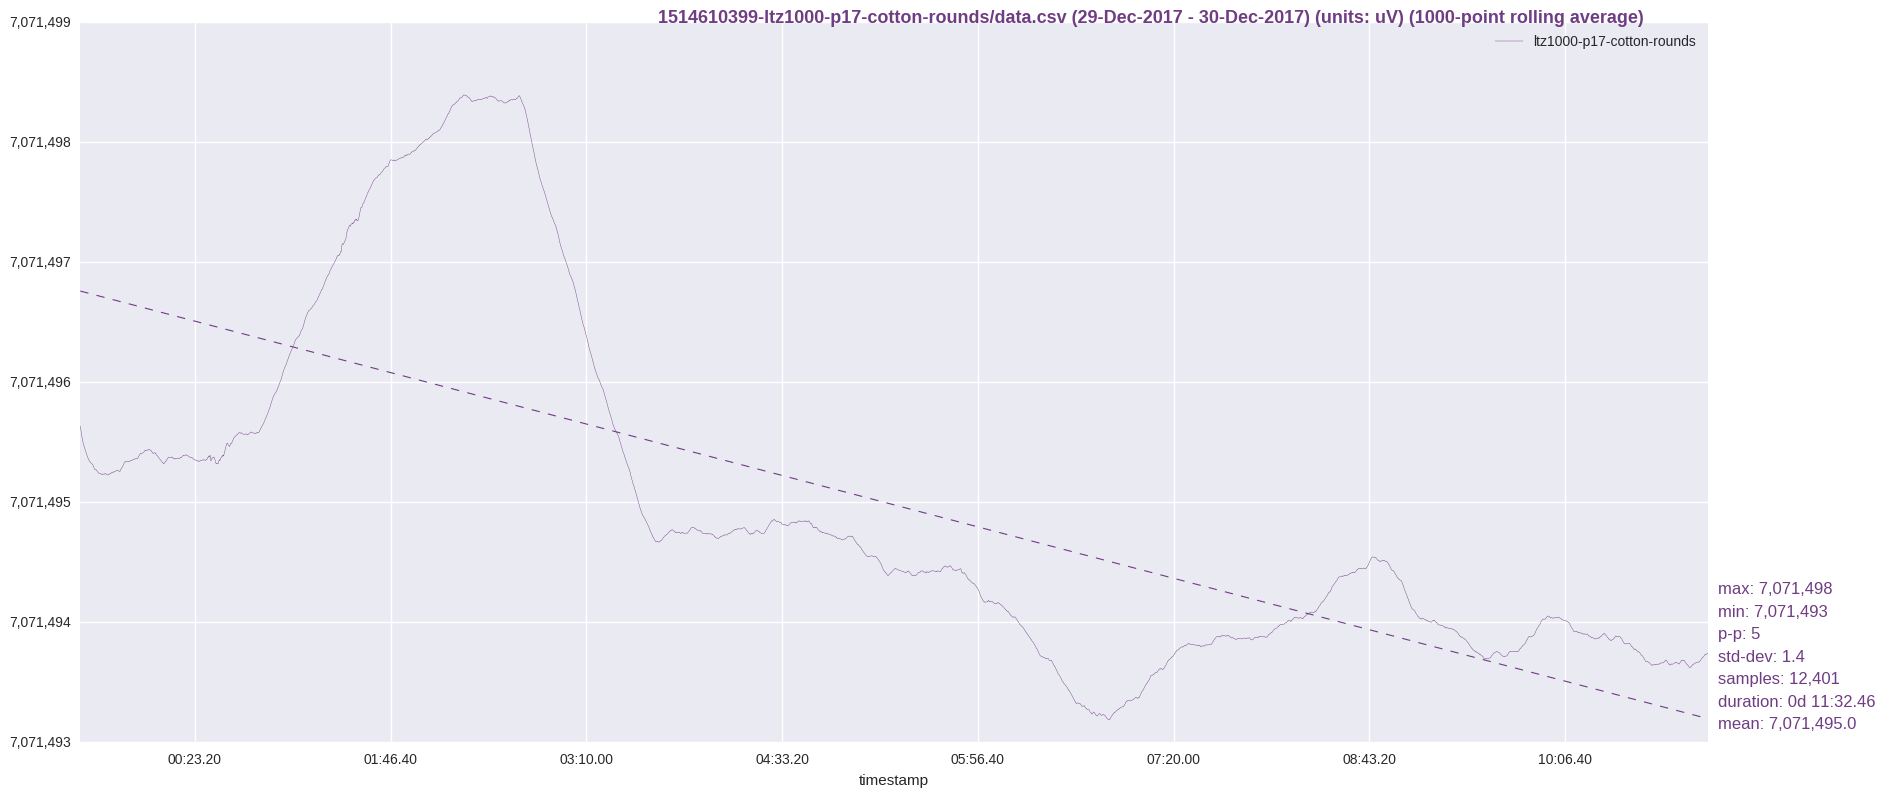 1514610399-ltz1000-p17-cotton-rounds/data.csv (29-Dec-2017 - 30-Dec-2017) (units: uV) (1000-point rolling average)
ltz1000-p17-cotton-rounds
7,071,499
7,071,498
7,071,497
7,071,496
7,071,495
7,071,494
7,071,493
00:23.20 01:46.40 03:10.00 04:33.20 05:56.40 07:20.00 08:43.20 10:06.40
timestamp
max: 7,071,498
min: 7,071,493
p-p: 5
std-dev: 1.4
samples: 12,401
duration: 0d 11:32.46
mean: 7,071,495.0